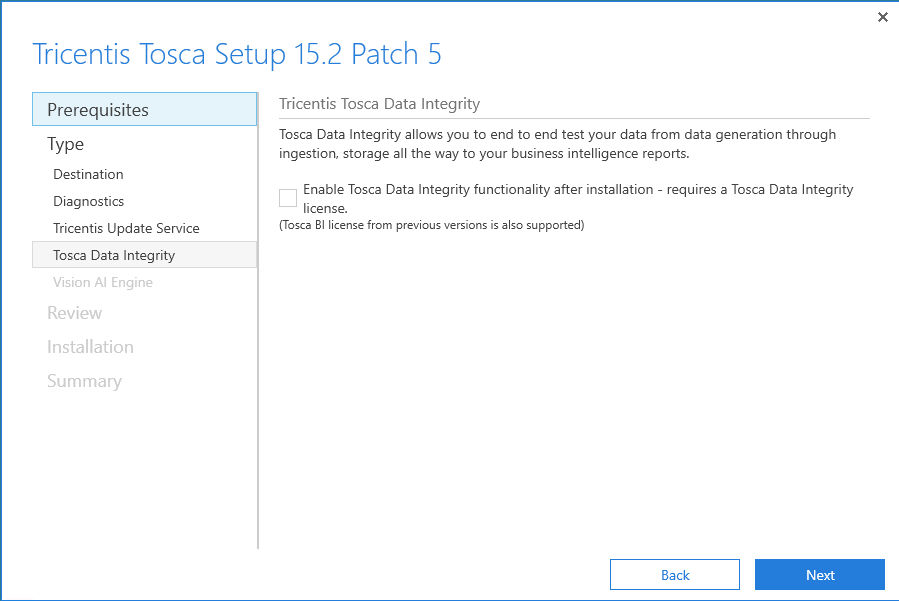 Tricentis Tosca Setup 15.2 Patch 5
Prerequisites
Type
Destination
Diagnostics
Tricentis Update Service
Tosca Data Integrity
Vision AI Engine
Review
Installation
Summary
Tricentis Tosca Data Integrity
Tosca Data Integrity allows you to end to end test your data from data generation through
ingestion, storage all the way to your business intelligence reports.
Enable Tosca Data Integrity functionality after installation - requires a Tosca Data Integrity
license.
(Tosca BI license from previous versions is also supported)
Back
Next